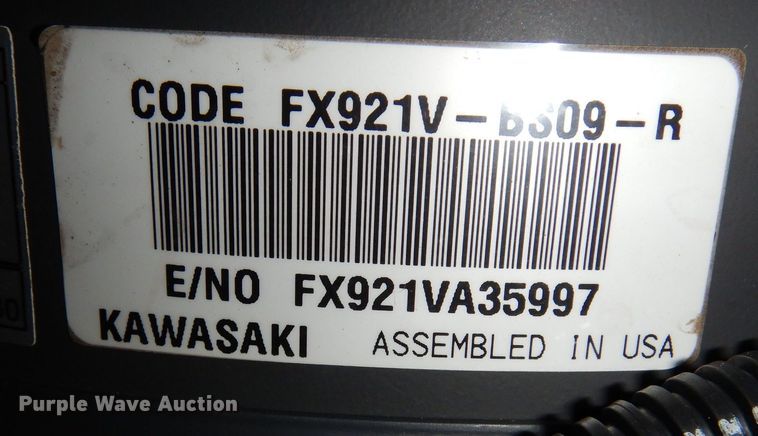 CODE FX921V-BS09-R
E/NO FX921VA35997
KAWASAKI ASSEMBLED IN USA
Purple Wave Auction